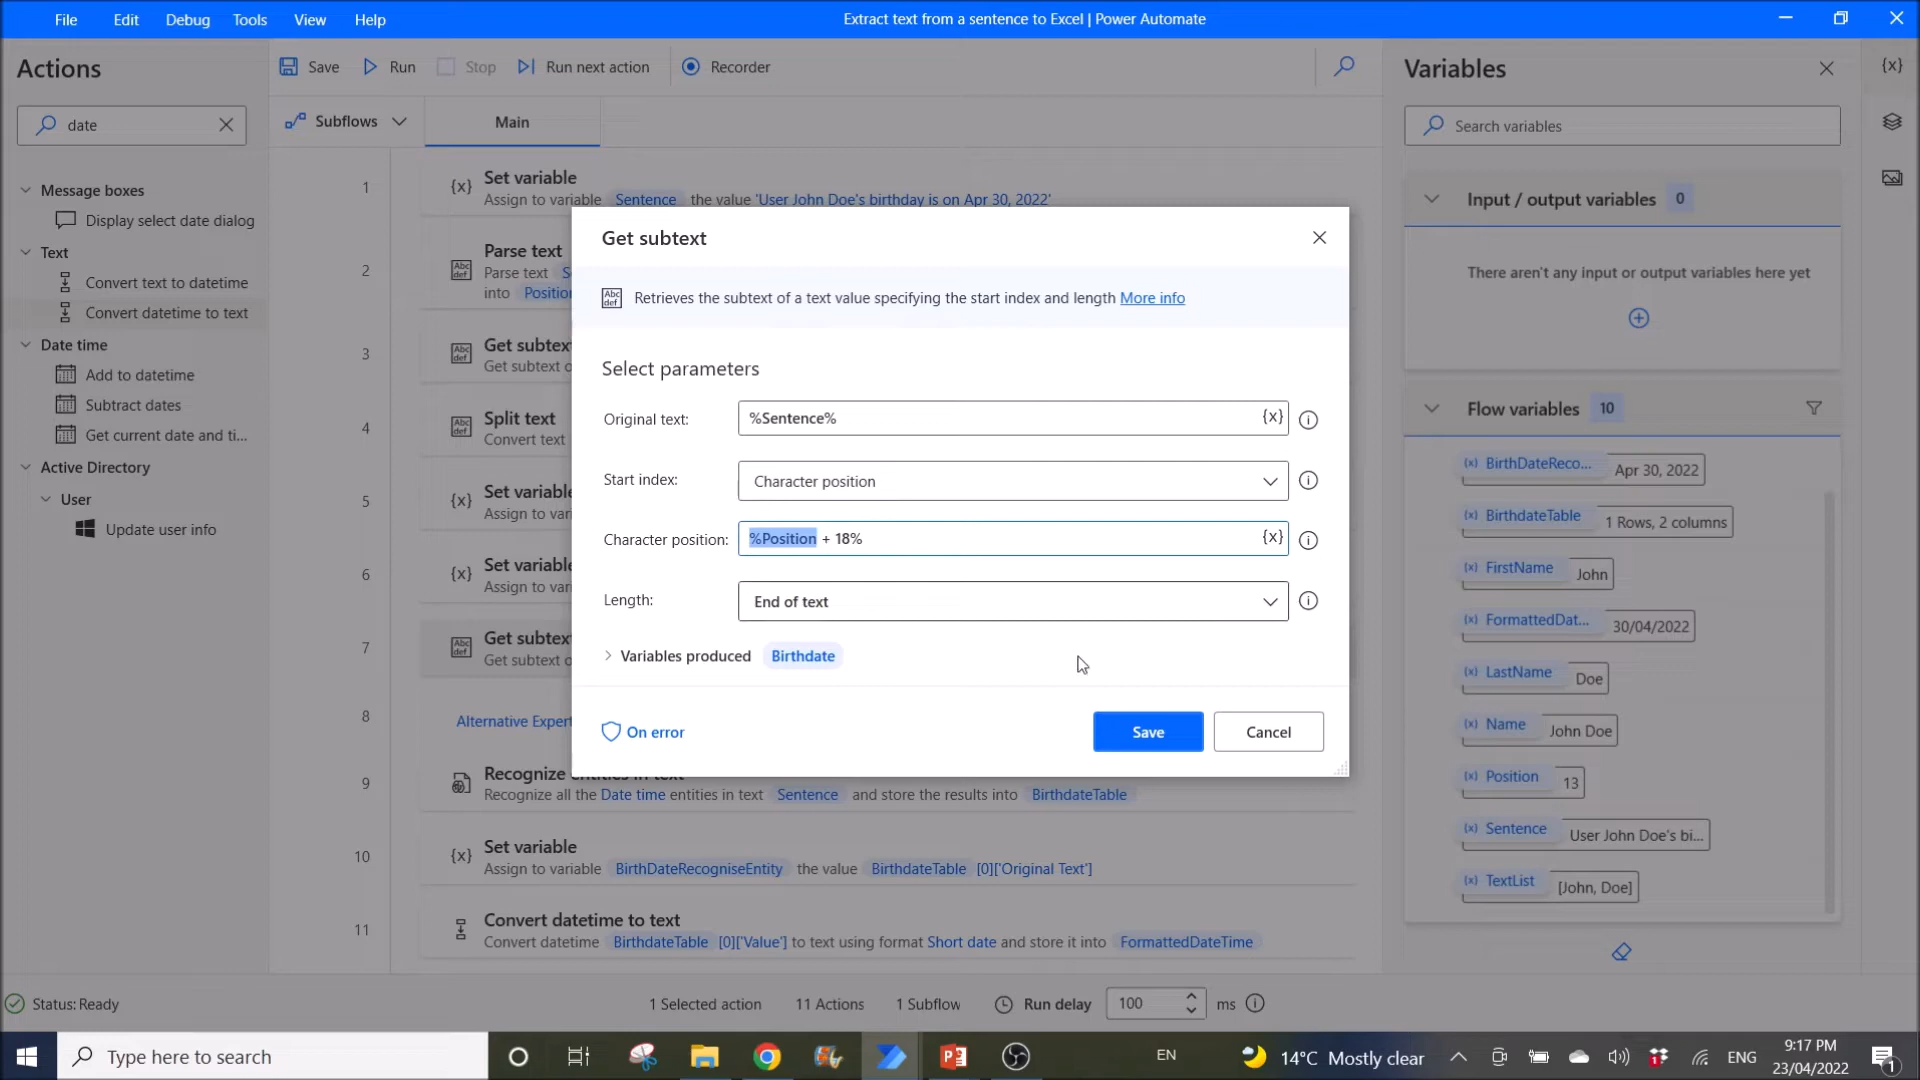 File Edit Debug Tools View Help
Extract text from a sentence to Excel | Power Automate
Actions
Save Run Stop Run next action Recorder
Variables
{x}
date
Subflows
Main
Search variables
Message boxes
Display select date dialog
Text
Convert text to datetime
Convert datetime to text
Date time
Add to datetime
Subtract dates
Get current date and ti...
Active Directory
User
Update user info
1
{x} Set variable
Assign to variable Sentence the value 'User John Doe's birthday is on Apr 30, 2022'
2
Abc def Parse text
Parse text
into
3
Abc def
Get subtext o
4
Abc def Split text
Convert text
5
{x}
Assign to
6
{x}
Assign to
7
Abc def
Get subtext o
8
Alternative
9
Recognize entities in text
Recognize all the Date time entities in text Sentence and store the results into BirthdateTable
10
{x} Set variable
Assign to variable BirthDateRecogniseEntity the value BirthdateTable [0]['Original Text']
11
Convert datetime to text
Convert datetime BirthdateTable [0]['Value'] to text using format Short date and store it into FormattedDateTime
Get subtext
Abc def Retrieves the subtext of a text value specifying the start index and length More info
Select parameters
Original text: %Sentence% {x}
Start index: Character position
Character position: %Position + 18% {x}
Length: End of text
Variables produced Birthdate
On error
Save Cancel
Input / output variables 0
There aren't any input or output variables here yet
Flow variables 10
(x) BirthDateReco... Apr 30, 2022
(x) BirthdateTable 1 Rows, 2 columns
(x) FirstName John
(x) FormattedDat... 30/04/2022
(x) LastName Doe
(x) Name John Doe
(x) Position 13
(x) Sentence User John Doe's bi...
(x) TextList [John, Doe]
Status: Ready
1 Selected action 11 Actions 1 Subflow Run delay 100 ms
Type here to search
EN
14°C Mostly clear
ENG
9:17 PM
23/04/2022
1